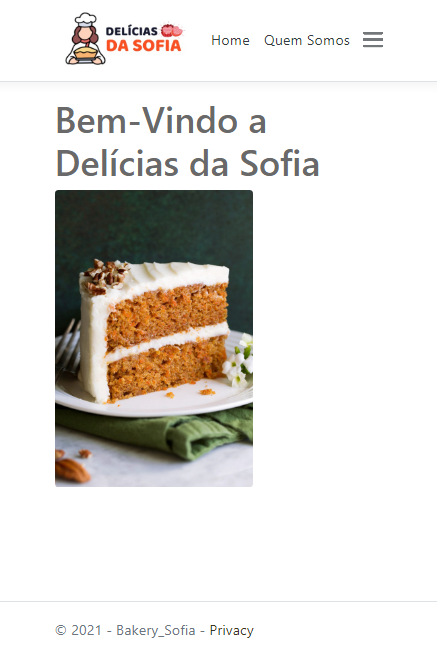 DELÍCIAS
DA SOFIA
Home Quem Somos
Bem-Vindo a
Delícias da Sofia
© 2021 - Bakery_Sofia - Privacy